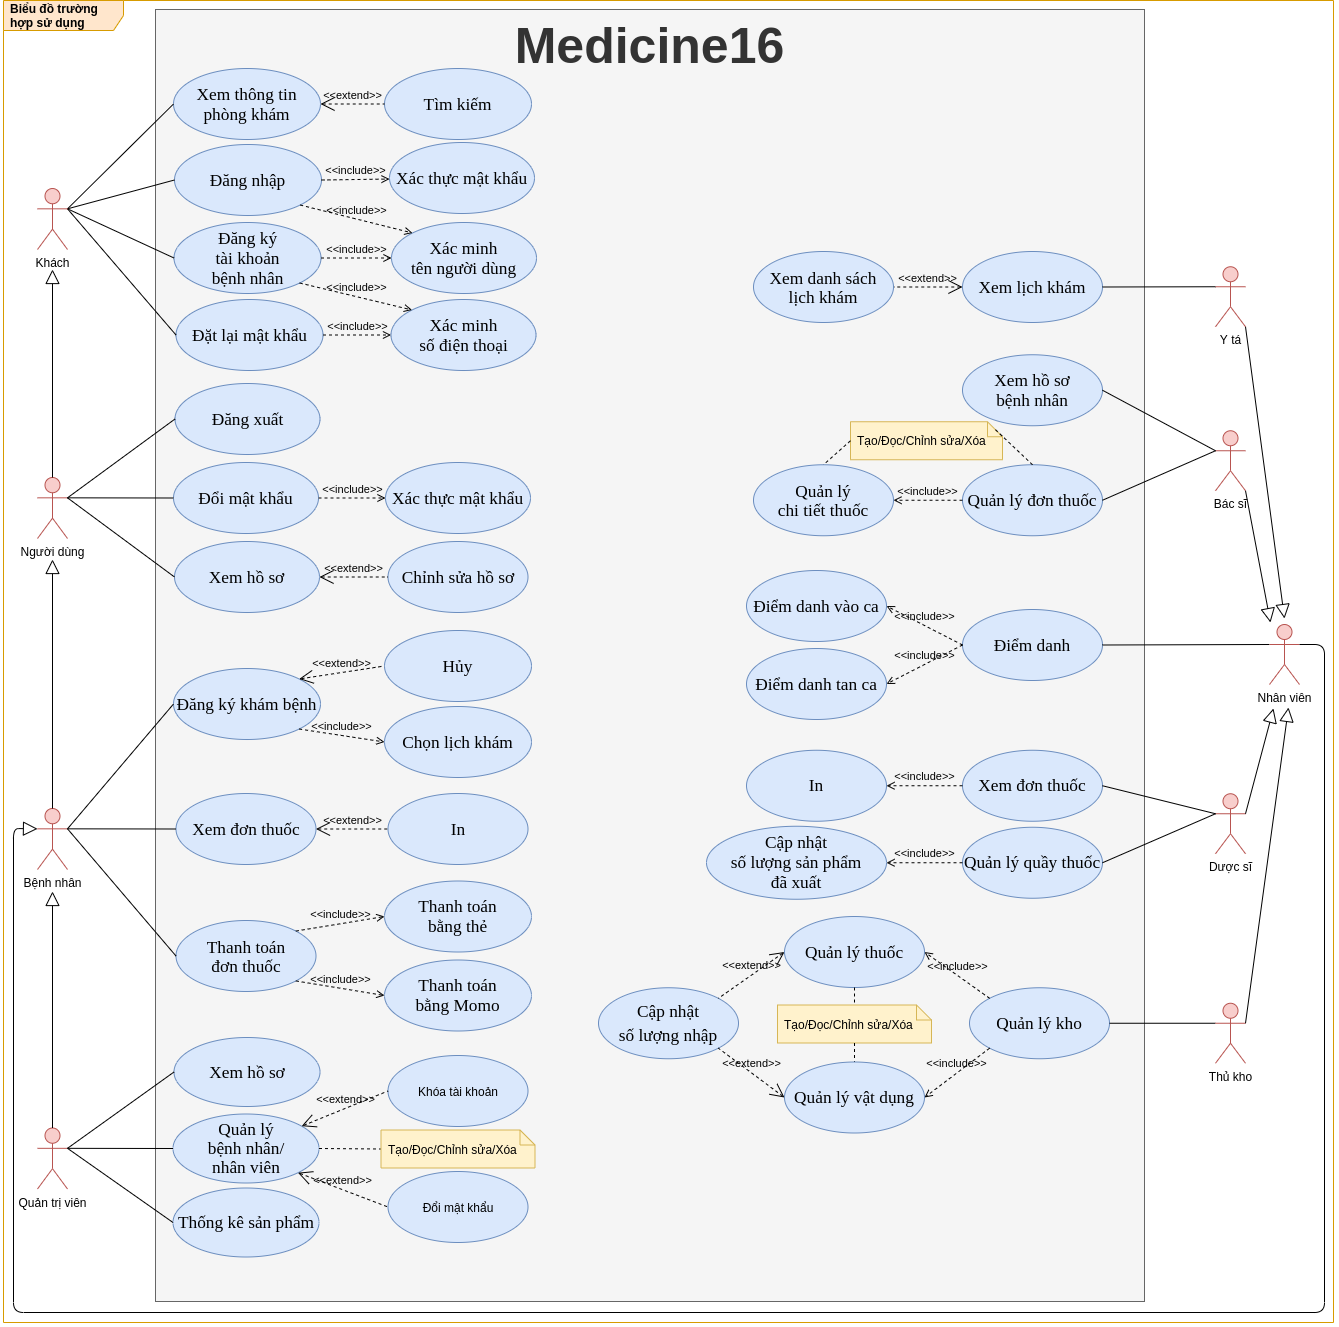 Biểu đồ trường
hợp sử dụng
Medicine16
Xem thông tin
phòng khám
<<extend>>
Tìm kiếm
Đăng nhập
<<include>>
Xác thực mật khẩu
<<include>>
Đăng ký
tài khoản
bệnh nhân
<<include>>
Xác minh
tên người dùng
<<include>>
Đặt lại mật khẩu
<<include>>
Xác minh
số điện thoại
Khách
Đăng xuất
Đổi mật khẩu
<<include>>
Xác thực mật khẩu
Xem hồ sơ
<<extend>>
Chỉnh sửa hồ sơ
Người dùng
<<extend>>
Hủy
Đăng ký khám bệnh
<<include>>
Chọn lịch khám
Xem đơn thuốc
<<extend>>
In
Bệnh nhân
Thanh toán
đơn thuốc
<<include>>
Thanh toán
bằng thẻ
<<include>>
Thanh toán
bằng Momo
Xem hồ sơ
<<extend>>
Khóa tài khoản
Quản lý
bệnh nhân/
nhân viên
Tạo/Đọc/Chỉnh sửa/Xóa
<<extend>>
Đổi mật khẩu
Thống kê sản phẩm
Quản trị viên
Xem danh sách
lịch khám
<<extend>>
Xem lịch khám
Y tá
Xem hồ sơ
bệnh nhân
Tạo/Đọc/Chỉnh sửa/Xóa
Quản lý
chi tiết thuốc
<<include>>
Quản lý đơn thuốc
Bác sĩ
Điểm danh vào ca
<<include>>
Điểm danh
<<include>>
Điểm danh tan ca
Nhân viên
In
<<include>>
Xem đơn thuốc
Cập nhật
số lượng sản phẩm
đã xuất
<<include>>
Quản lý quầy thuốc
Dược sĩ
Quản lý thuốc
<<extend>>
<<include>>
Cập nhật
số lượng nhập
Tạo/Đọc/Chỉnh sửa/Xóa
Quản lý kho
<<extend>>
<<include>>
Quản lý vật dụng
Thủ kho